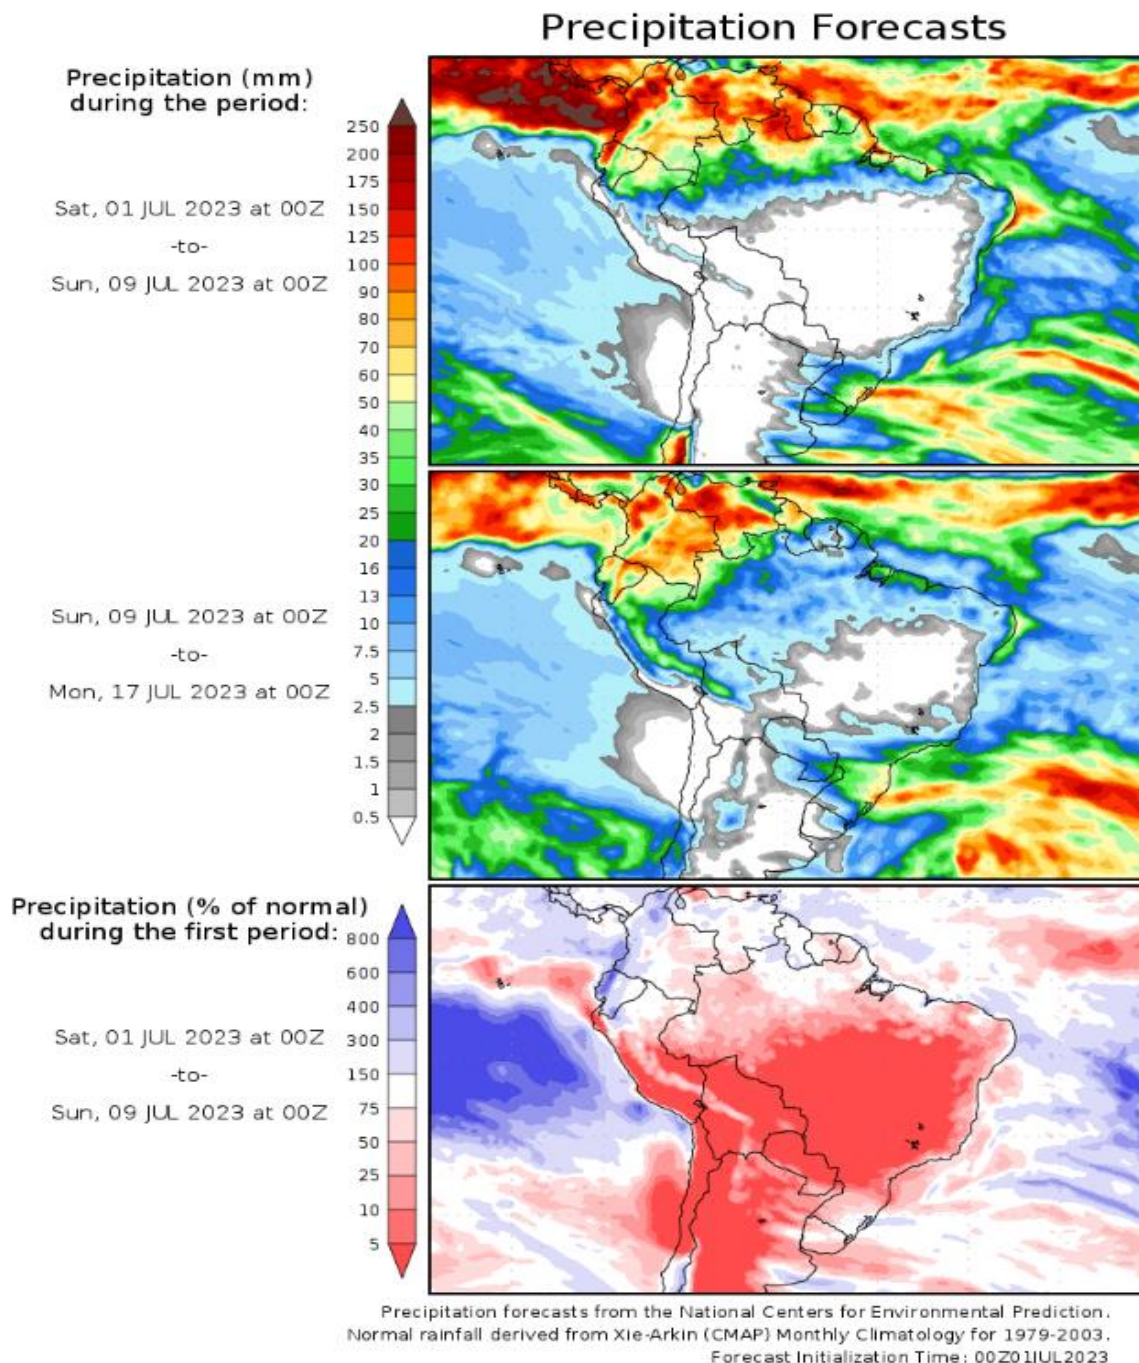 Precipitation Forecasts
Precipitation (mm)
during the period:
250
200
175
150
125
100
90
80
70
60
50
40
35
30
25
20
16
13
10
7.5
5
2.5
2
1.5
1
0.5
Sat, 01 JUL 2023 at 00Z
-to-
Sun, 09 JUL 2023 at 00Z
Sun, 09 JUL 2023 at 00Z
-to-
Mon, 17 JUL 2023 at 00Z
Precipitation (% of normal)
during the first period:
800
600
400
300
150
75
50
25
10
5
Sat, 01 JUL 2023 at 00Z
-to-
Sun, 09 JUL 2023 at 00Z
Precipitation forecasts from the National Centers for Environmental Prediction.
Normal rainfall derived from Xie-Arkin (CMAP) Monthly Climatology for 1979-2003.
Forecast Initialization Time: 00Z01JUL2023